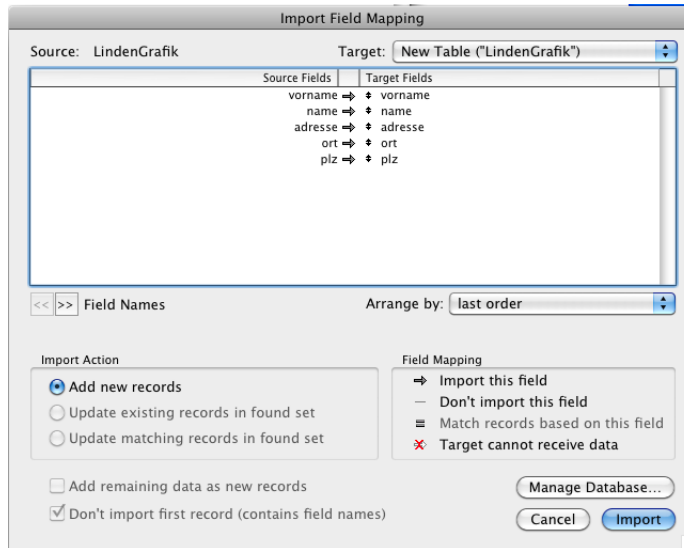 Import Field Mapping
Source: LindenGrafik Target: New Table ("LindenGrafik")
Source Fields Target Fields
vorname vorname
name name
adresse adresse
ort ort
plz plz
<< >> Field Names Arrange by: last order
Import Action
Add new records
Update existing records in found set
Update matching records in found set
Field Mapping
Import this field
Don't import this field
Match records based on this field
Target cannot receive data
Add remaining data as new records
Don't import first record (contains field names)
Manage Database...
Cancel Import